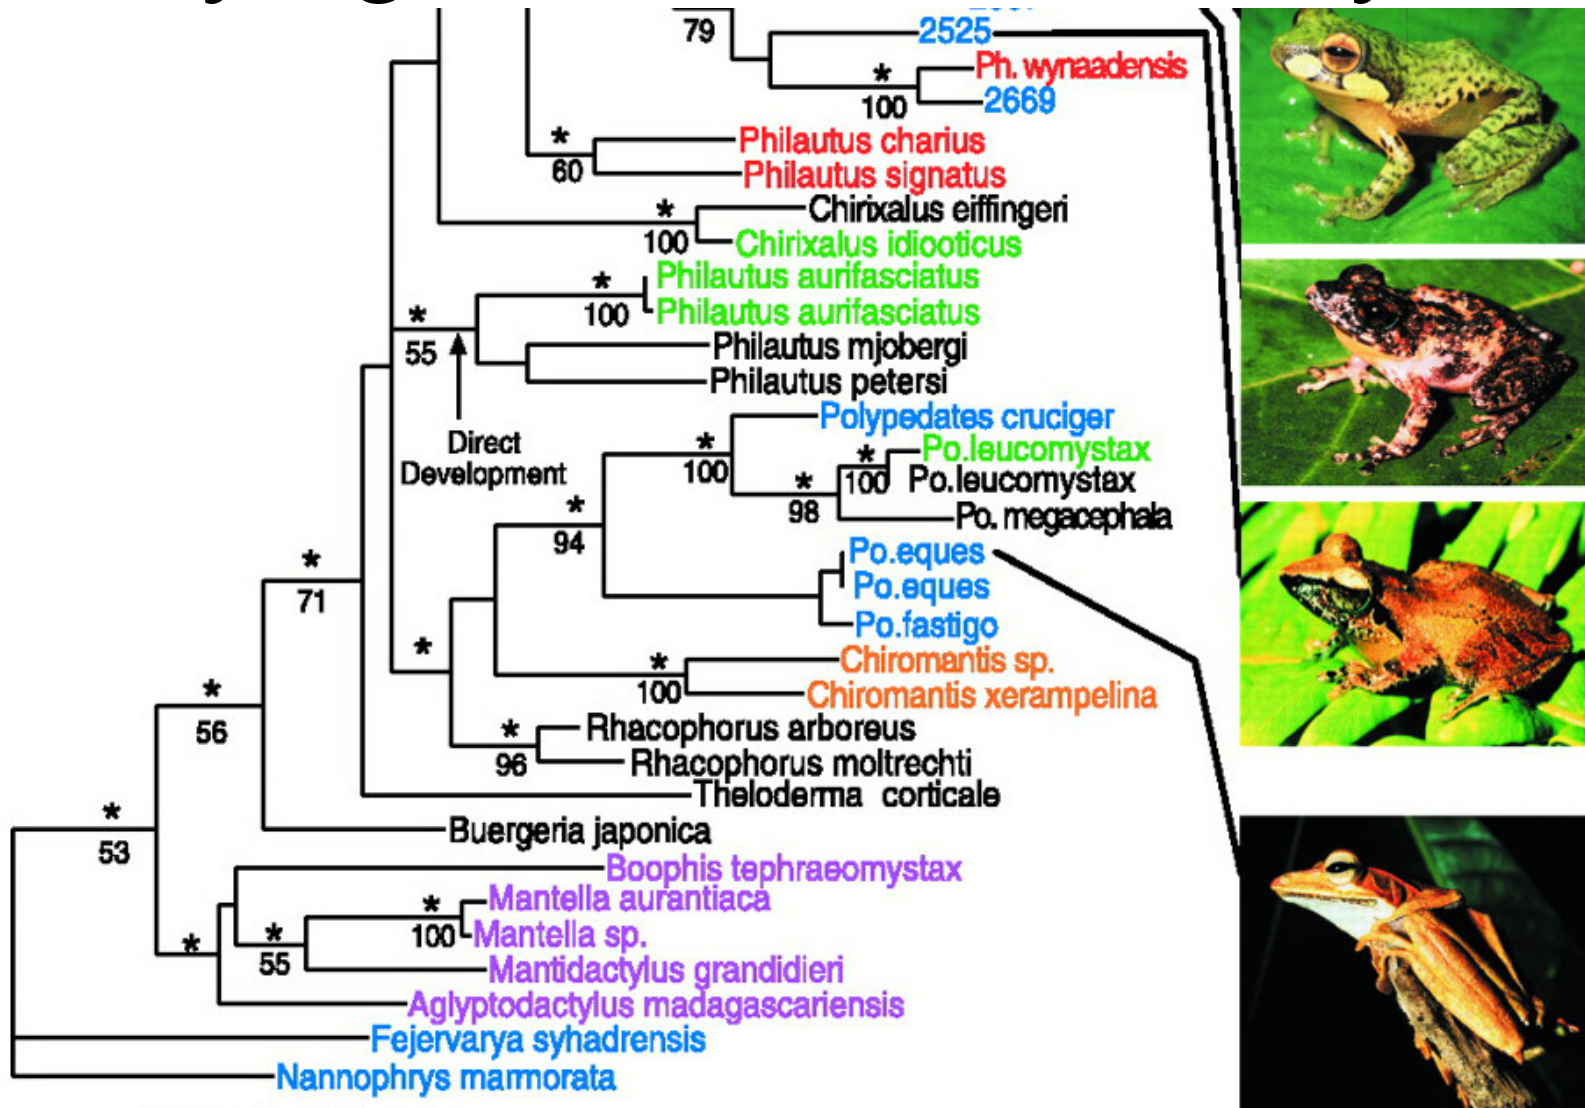 79
2525
Ph. wynaadensis
*
100
2669
*
Philautus charius
60
Philautus signatus
*
Chirixalus eiffingeri
100
Chirixalus idiooticus
*
Philautus aurifasciatus
100
Philautus aurifasciatus
*
55
Philautus mjobergi
Philautus petersi
Direct
Development
Polypedates cruciger
*
100
*
Po.leucomystax
100
Po.leucomystax
*
98
Po. megacephala
*
94
Po.eques
Po.eques
Po.fastigo
*
71
*
*
Chiromantis sp.
100
Chiromantis xerampelina
*
Rhacophorus arboreus
96
Rhacophorus moltrechti
Theloderma corticale
*
56
*
53
Buergeria japonica
Boophis tephraeomystax
*
Mantella aurantiaca
100
Mantella sp.
*
*
55
Mantidactylus grandidieri
Aglyptodactylus madagascariensis
Fejervarya syhadrensis
Nannophrys marmorata